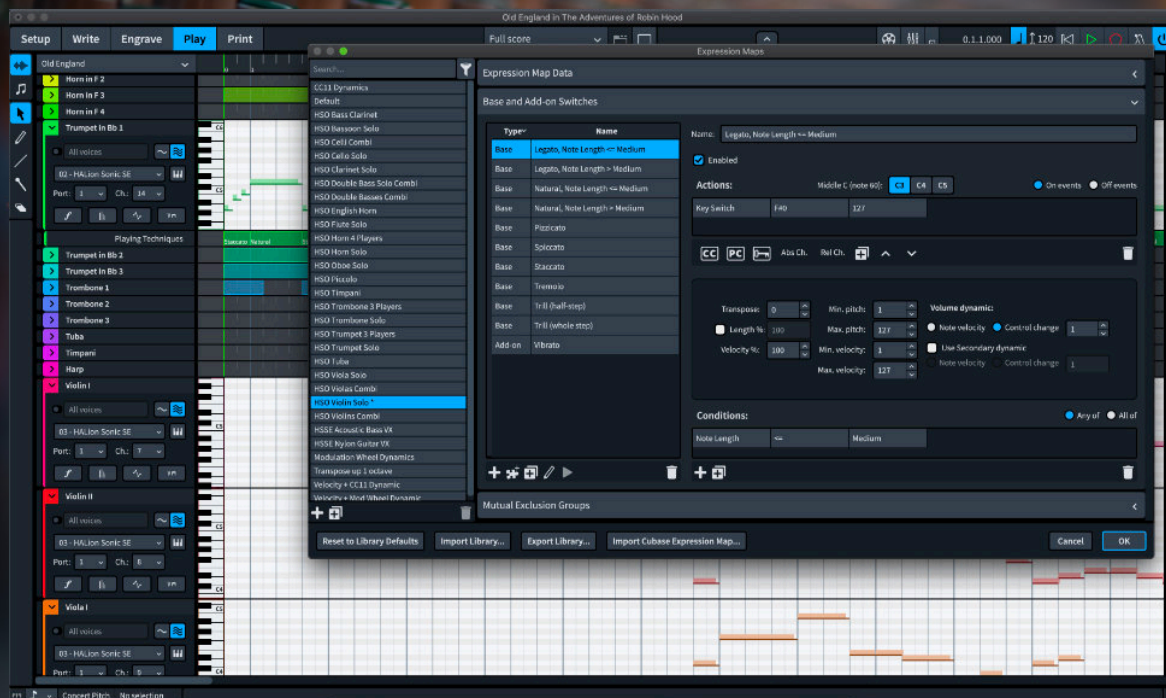 Old England in The Adventures of Robin Hood
Setup Write Engrave Play Print
Full score
0.1.1.000
120
Old England
Horn in F 2
Horn in F 3
Horn in F 4
Trumpet in Bb 1
All voices
02 - HALion Sonic SE
Port: 1 Ch.: 14
Playing Techniques
Staccato Natural
Trumpet in Bb 2
Trumpet in Bb 3
Trombone 1
Trombone 2
Trombone 3
Tuba
Timpani
Harp
Violin I
All voices
03 - HALion Sonic SE
Port: 1 Ch.: 7
Violin II
All voices
03 - HALion Sonic SE
Port: 1 Ch.: 8
Viola I
All voices
03 - HALion Sonic SE
Concert Pitch No selection
C6
C5
C5
C5
C4
C5
C4
Expression Maps
Search...
CC11 Dynamics
Default
HSO Bass Clarinet
HSO Bassoon Solo
HSO Celli Combi
HSO Cello Solo
HSO Clarinet Solo
HSO Double Bass Solo Combi
HSO Double Basses Combi
HSO English Horn
HSO Flute Solo
HSO Horn 4 Players
HSO Horn Solo
HSO Oboe Solo
HSO Piccolo
HSO Timpani
HSO Trombone 3 Players
HSO Trombone Solo
HSO Trumpet 3 Players
HSO Trumpet Solo
HSO Tuba
HSO Viola Solo
HSO Violas Combi
HSO Violin Solo *
HSO Violins Combi
HSSE Acoustic Bass VX
HSSE Nylon Guitar VX
Modulation Wheel Dynamics
Transpose up 1 octave
Velocity + CC11 Dynamic
Velocity + Mod Wheel Dynamic
Expression Map Data
Base and Add-on Switches
Type Name
Base Legato, Note Length <= Medium
Base Legato, Note Length > Medium
Base Natural, Note Length <= Medium
Base Natural, Note Length > Medium
Base Pizzicato
Base Spiccato
Base Staccato
Base Tremolo
Base Trill (half-step)
Base Trill (whole step)
Add-on Vibrato
Name: Legato, Note Length <= Medium
Enabled
Actions: Middle C (note 60): C3 C4 C5 On events Off events
Key Switch F#0 127
CC PC Abs Ch. Rel Ch.
Transpose: 0 Min. pitch: 1 Volume dynamic:
Length %: 100 Max. pitch: 127 Note velocity Control change 1
Velocity %: 100 Min. velocity: 1 Use Secondary dynamic
Max. velocity: 127 Note velocity Control change 1
Conditions: Any of All of
Note Length <= Medium
Mutual Exclusion Groups
Reset to Library Defaults Import Library... Export Library... Import Cubase Expression Map... Cancel OK